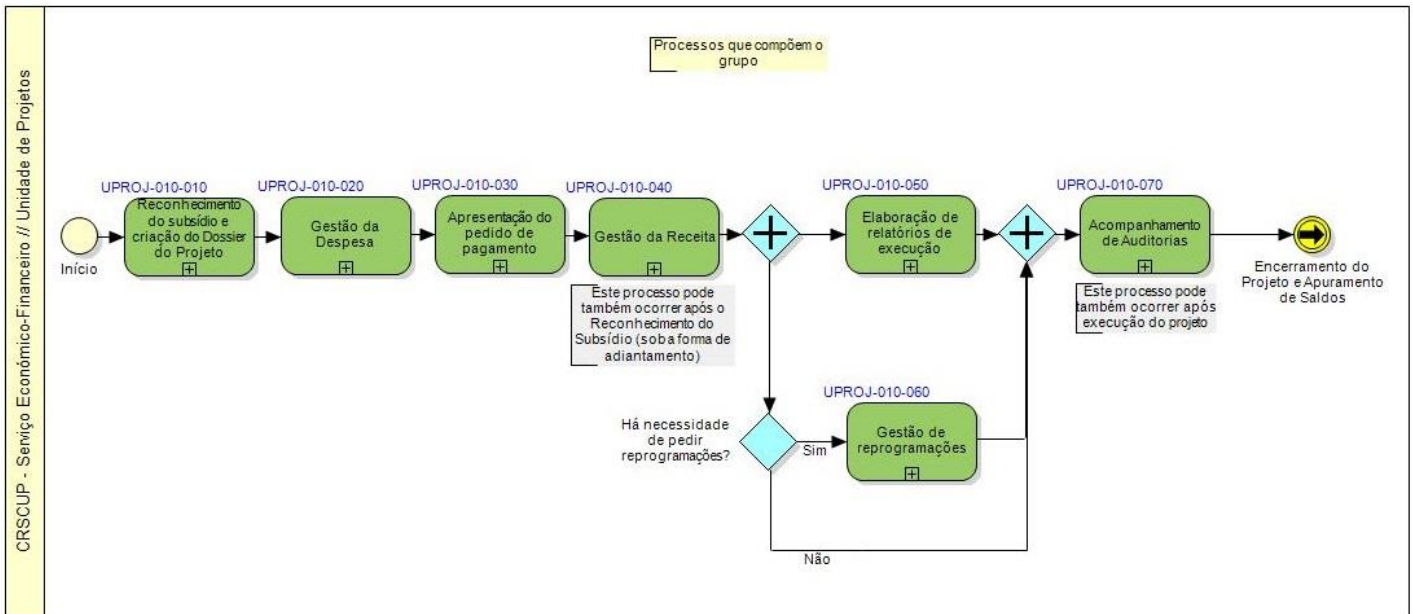 CRSCUP - Serviço Económico-Financeiro // Unidade de Projetos
Processos que compõem o
grupo
Início
UPROJ-010-010
Reconhecimento
do subsídio e
criação do Dossier
do Projeto
UPROJ-010-020
Gestão da
Despesa
UPROJ-010-030
Apresentação do
pedido de
pagamento
UPROJ-010-040
Gestão da Receita
Este processo pode
também ocorrer após o
Reconhecimento do
Subsídio (sob a forma de
adiantamento)
UPROJ-010-050
Elaboração de
relatórios de
execução
UPROJ-010-070
Acompanhamento
de Auditorias
Este processo pode
também ocorrer após
execução do projeto
Encerramento do
Projeto e Apuramento
de Saldos
Há necessidade
de pedir
reprogramações?
Sim
UPROJ-010-060
Gestão de
reprogramações
Não